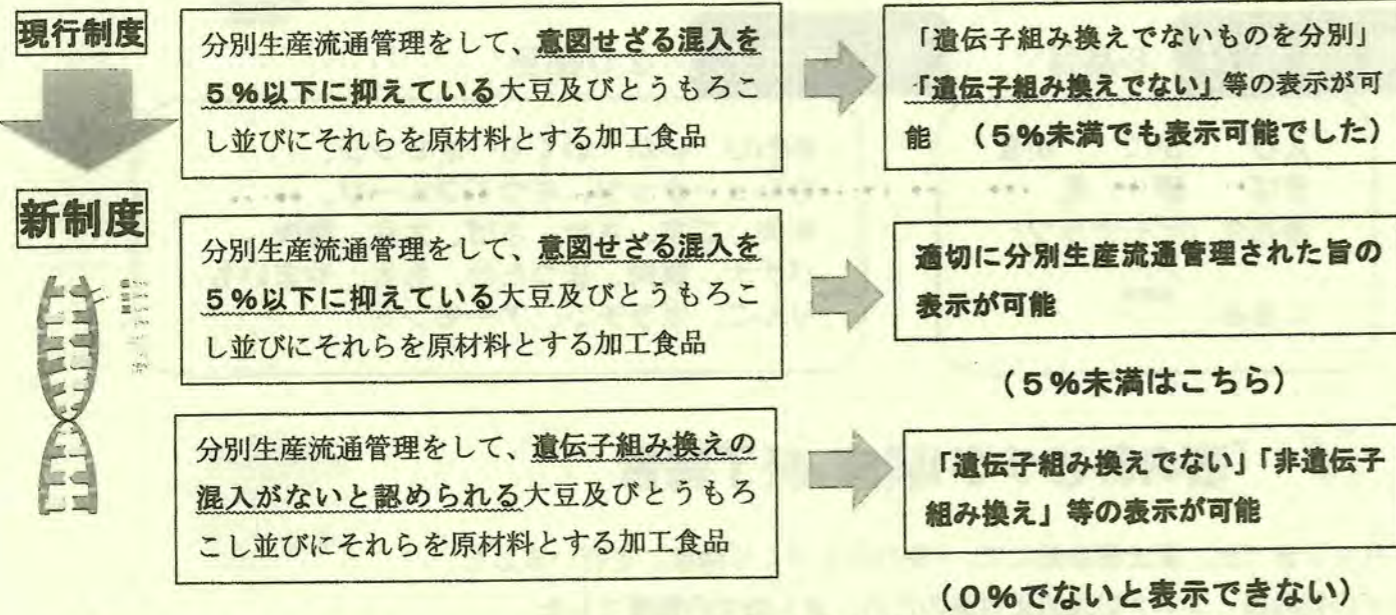 現行制度
分別生産流通管理をして、意図せざる混入を
５％以下に抑えている大豆及びとうもろこ
し並びにそれらを原材料とする加工食品
「遺伝子組み換えでないものを分別」
「遺伝子組み換えでない」等の表示が可
能　（５％未満でも表示可能でした）
新制度
分別生産流通管理をして、意図せざる混入を
５％以下に抑えている大豆及びとうもろこ
し並びにそれらを原材料とする加工食品
適切に分別生産流通管理された旨の
表示が可能
（５％未満はこちら）
分別生産流通管理をして、遺伝子組み換えの
混入がないと認められる大豆及びとうもろ
こし並びにそれらを原材料とする加工食品
「遺伝子組み換えでない」「非遺伝子
組み換え」等の表示が可能
（０％でないと表示できない）